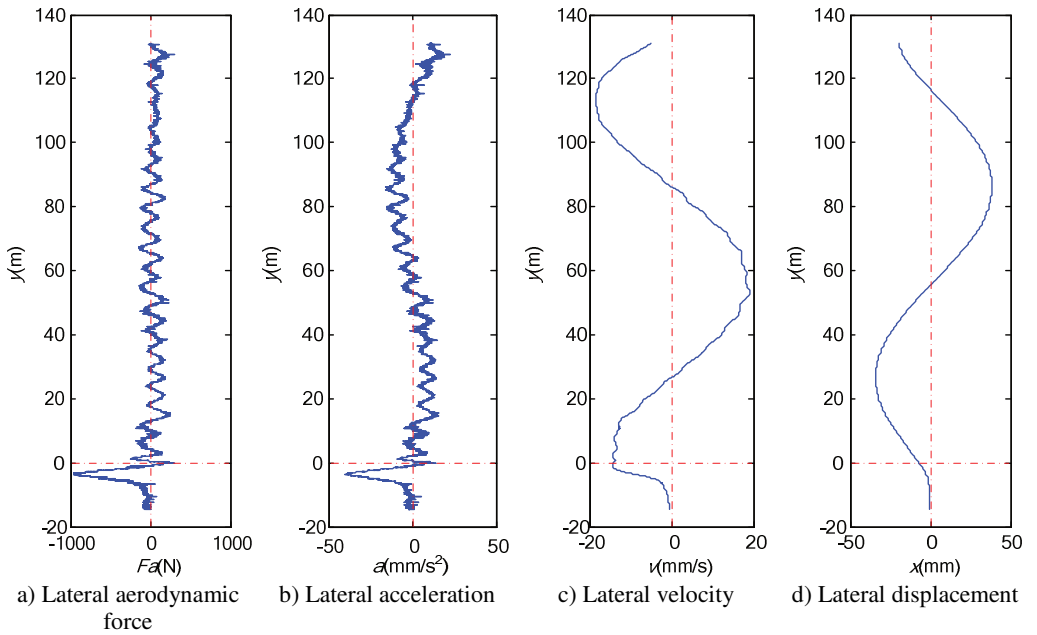 140
120
100
80
60
40
20
0
-20
-1000 0 1000
y(m)
Fa(N)
a) Lateral aerodynamic
force
140
120
100
80
60
40
20
0
-20
-50 0 50
y(m)
a(mm/s²)
b) Lateral acceleration
140
120
100
80
60
40
20
0
-20
-20 0 20
y(m)
v(mm/s)
c) Lateral velocity
140
120
100
80
60
40
20
0
-20
-50 0 50
y(m)
x(mm)
d) Lateral displacement